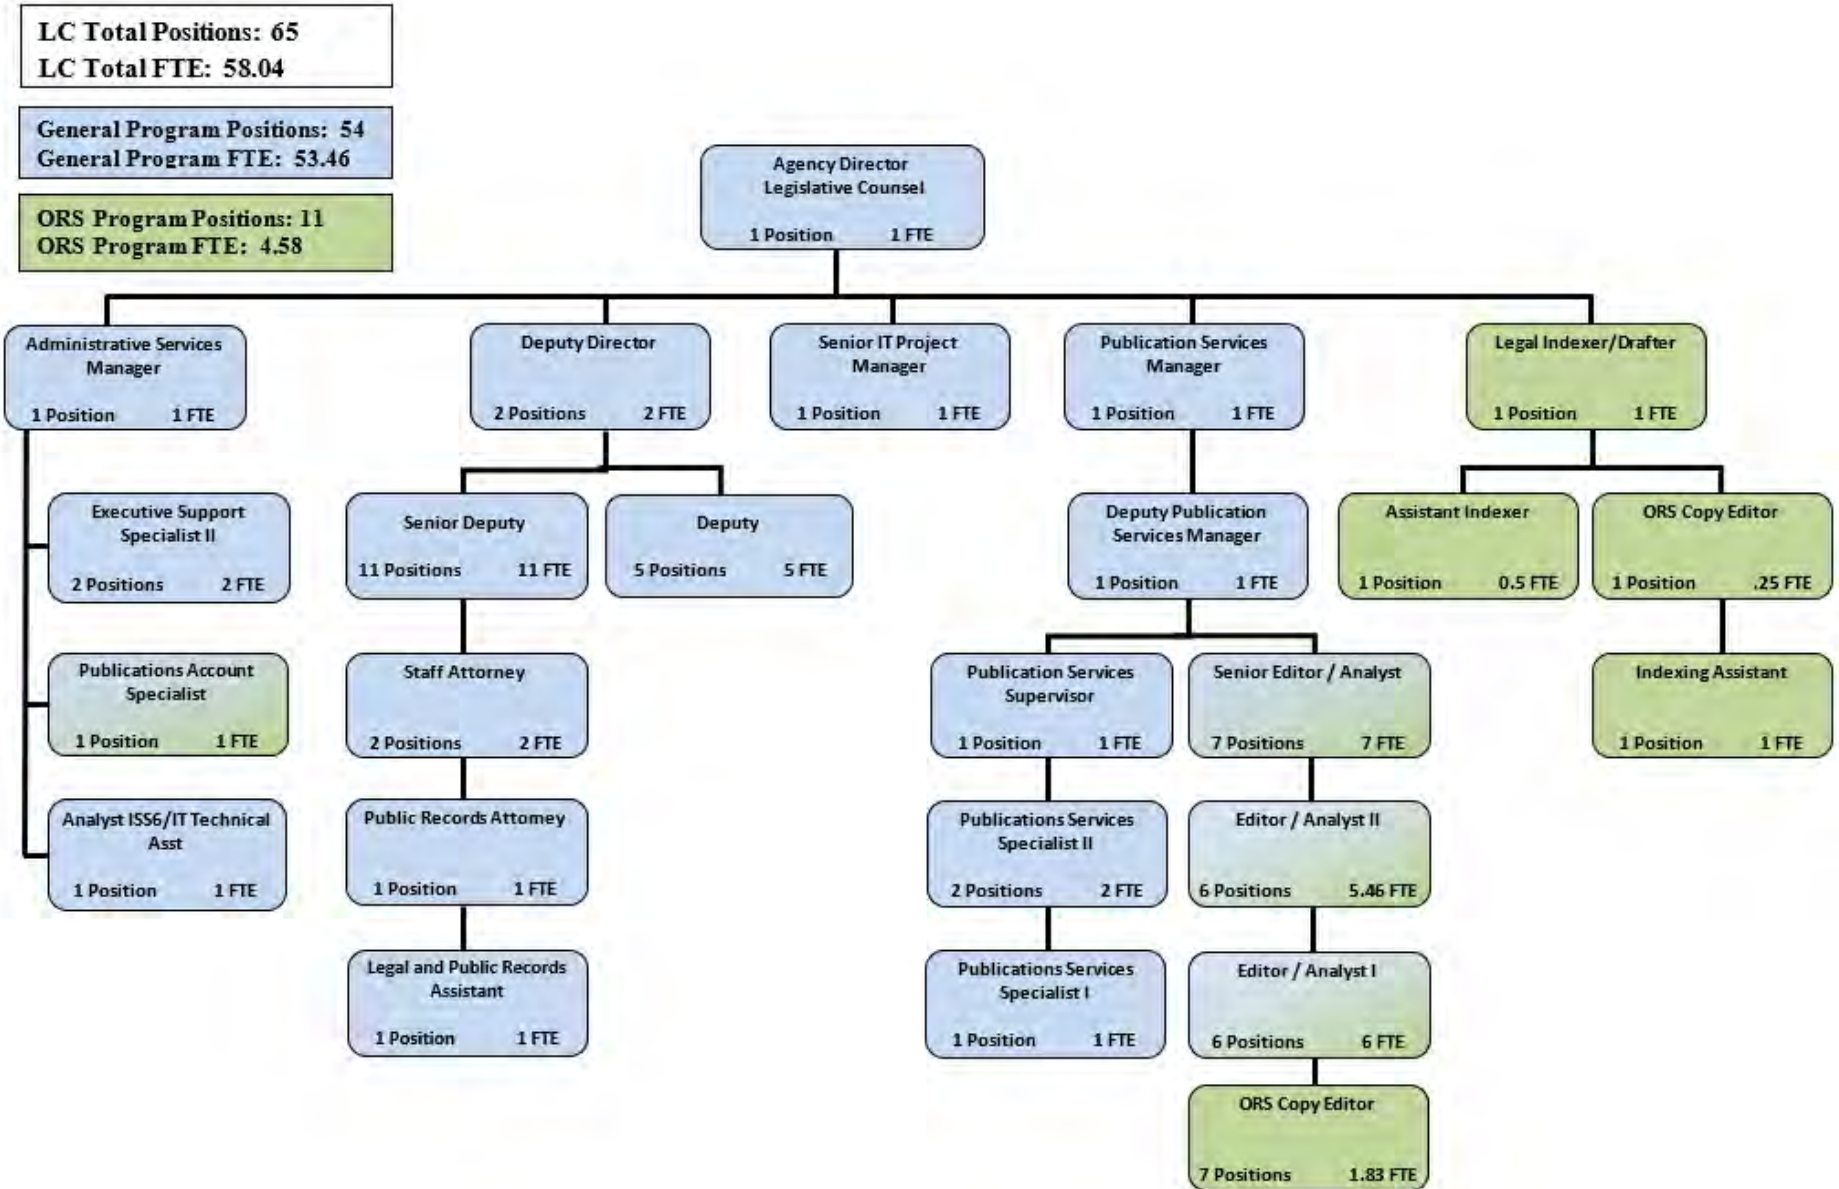 LC Total Positions: 65
LC Total FTE: 58.04
General Program Positions: 54
General Program FTE: 53.46
ORS Program Positions: 11
ORS Program FTE: 4.58
Agency Director
Legislative Counsel
1 Position 1 FTE
Administrative Services
Manager
1 Position 1 FTE
Deputy Director
2 Positions 2 FTE
Senior IT Project
Manager
1 Position 1 FTE
Publication Services
Manager
1 Position 1 FTE
Legal Indexer/Drafter
1 Position 1 FTE
Executive Support
Specialist II
2 Positions 2 FTE
Senior Deputy
11 Positions 11 FTE
Deputy
5 Positions 5 FTE
Deputy Publication
Services Manager
1 Position 1 FTE
Assistant Indexer
1 Position 0.5 FTE
ORS Copy Editor
1 Position .25 FTE
Publications Account
Specialist
1 Position 1 FTE
Staff Attorney
2 Positions 2 FTE
Publication Services
Supervisor
1 Position 1 FTE
Senior Editor / Analyst
7 Positions 7 FTE
Indexing Assistant
1 Position 1 FTE
Analyst ISS6/IT Technical
Asst
1 Position 1 FTE
Public Records Attorney
1 Position 1 FTE
Publications Services
Specialist II
2 Positions 2 FTE
Editor / Analyst II
6 Positions 5.46 FTE
Legal and Public Records
Assistant
1 Position 1 FTE
Publications Services
Specialist I
1 Position 1 FTE
Editor / Analyst I
6 Positions 6 FTE
ORS Copy Editor
7 Positions 1.83 FTE